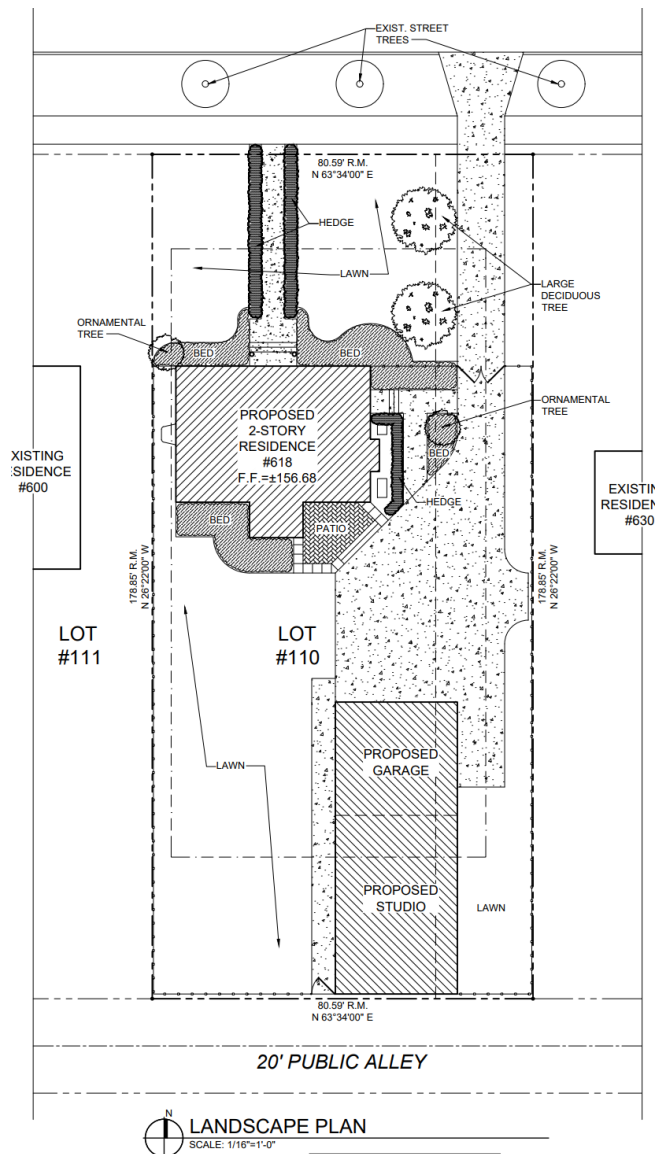 EXIST. STREET
TREES
80.59' R.M.
N 63°34'00" E
HEDGE
LAWN
LARGE
DECIDUOUS
TREE
ORNAMENTAL
TREE
BED
BED
PROPOSED
2-STORY
RESIDENCE
#618
F.F.=±156.68
ORNAMENTAL
TREE
BED
HEDGE
XISTING
SIDENCE
#600
EXISTIN
RESIDEN
#630
BED
PATIO
178.85' R.M.
N 26°22'00" W
178.85' R.M.
N 26°22'00" W
LOT
#111
LOT
#110
LAWN
PROPOSED
GARAGE
PROPOSED
STUDIO
LAWN
80.59' R.M.
N 63°34'00" E
20' PUBLIC ALLEY
N
LANDSCAPE PLAN
SCALE: 1/16"=1'-0"